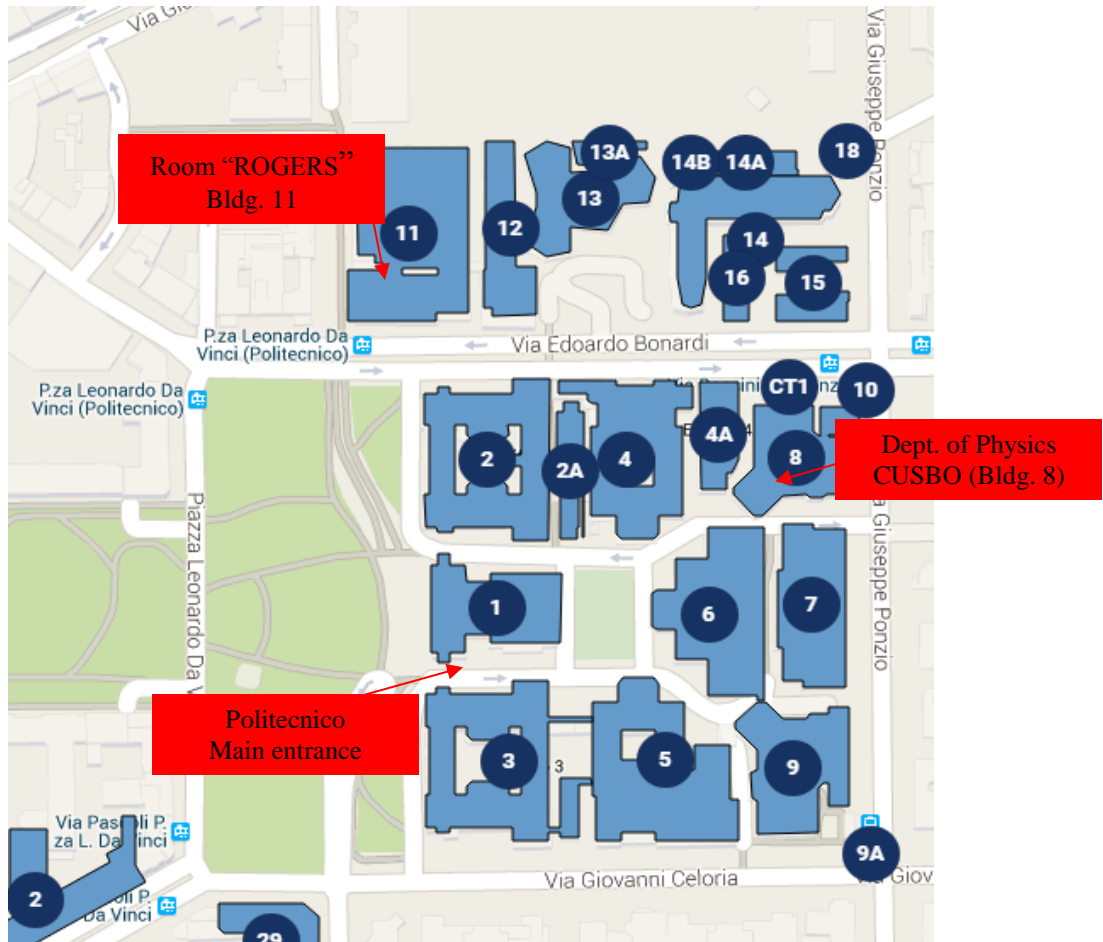 Via Gio
Via Giuseppe Ponzio
Room “ROGERS”
Bldg. 11
11
12
13A
13
14B
14A
18
14
16
15
P.za Leonardo Da
Vinci (Politecnico)
Via Edoardo Bonardi
P.za Leonardo Da
Vinci (Politecnico)
CT1
10
2
2A
4
4A
8
Dept. of Physics
CUSBO (Bldg. 8)
Piazza Leonardo Da V
Giuseppe Ponzio
1
6
7
Politecnico
Main entrance
3
3
5
9
Via Pascoli P.
za L. Da Vinci
9A
Via Giovanni Celoria
Via Giov
2
oli P.
Da Vinci
29